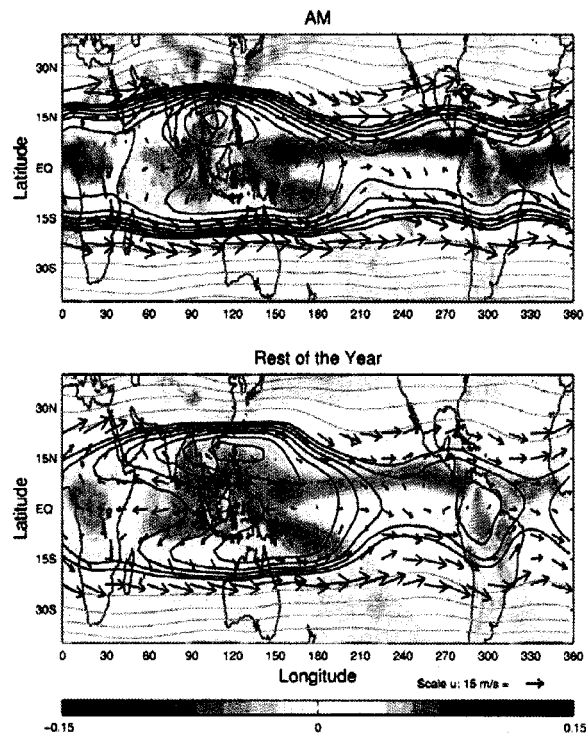 AM
30N
15N
EQ
15S
30S
Latitude
0 30 60 90 120 150 180 210 240 270 300 330 360
Rest of the Year
30N
15N
EQ
15S
30S
Latitude
0 30 60 90 120 150 180 210 240 270 300 330 360
Longitude
Scale u: 15 m/s =
-0.15 0 0.15